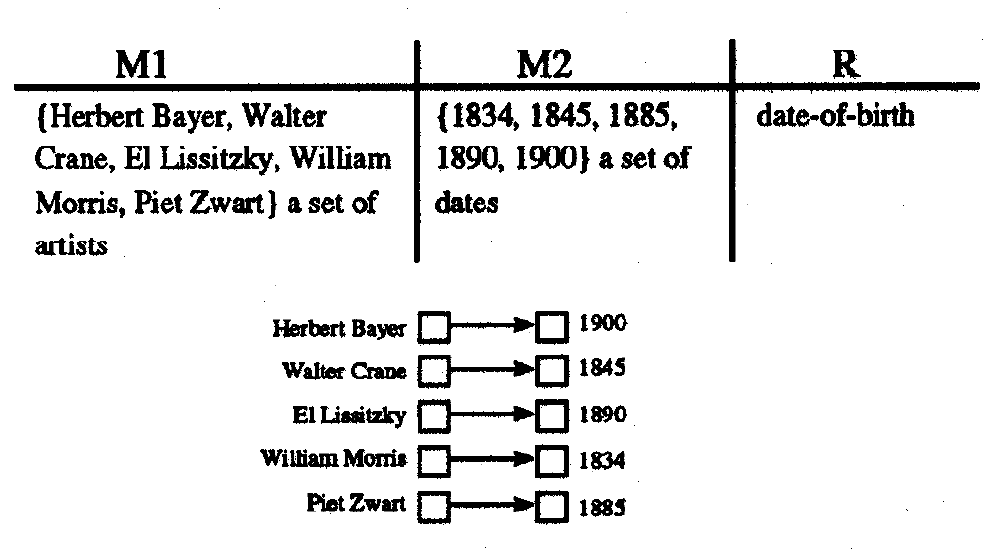 M1 M2 R
{Herbert Bayer, Walter
Crane, El Lissitzky, William
Morris, Piet Zwart} a set of
artists
{1834, 1845, 1885,
1890, 1900} a set of
dates
date-of-birth
Herbert Bayer 1900
Walter Crane 1845
El Lissitzky 1890
William Morris 1834
Piet Zwart 1885